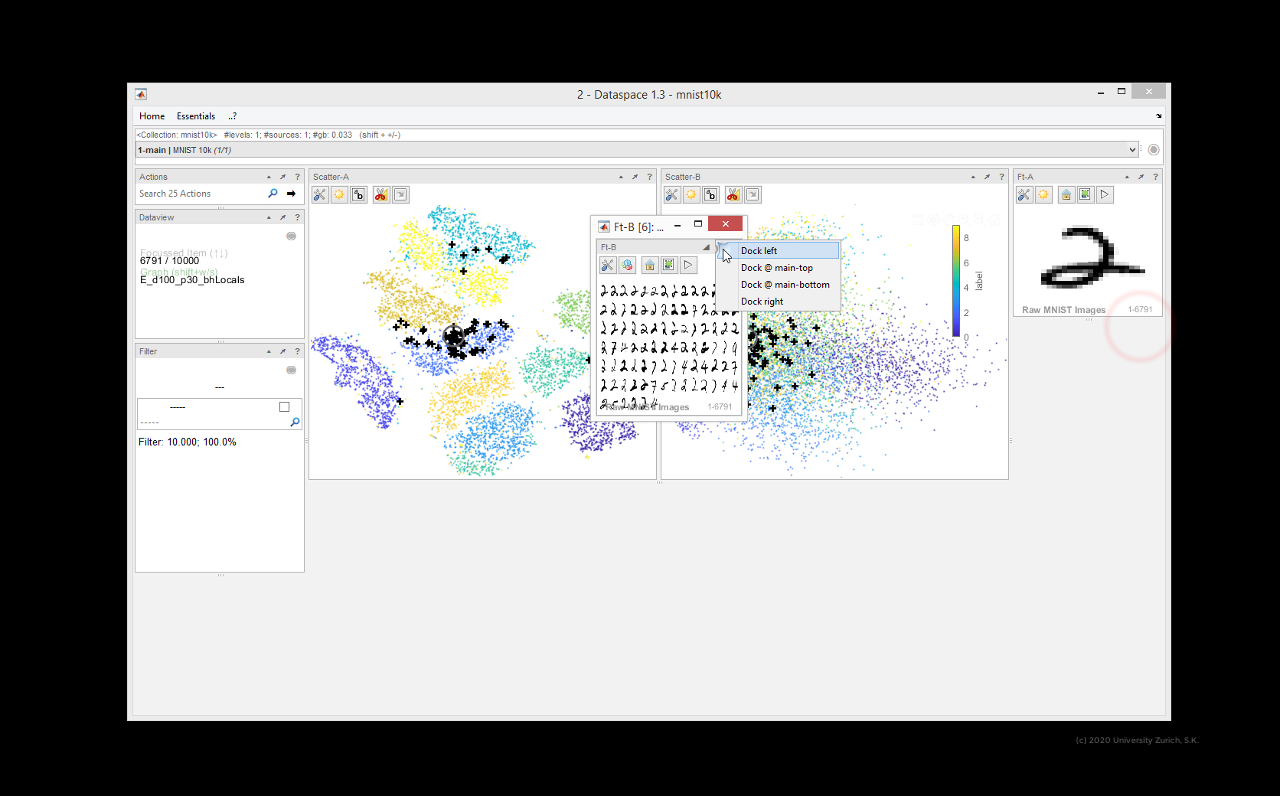 2 - Dataspace 1.3 - mnist10k
Home Essentials ..?
<Collection: mnist10k> #levels: 1; #sources: 1; #gb: 0.033 (shift + +/-)
1-main | MNIST 10k (1/1)
Actions ?
Search 25 Actions
Dataview ?
Focussed Item (↑↓)
6791 / 10000
Graph (shift+w/s)
E_d100_p30_bhLocals
Filter ?
---
-----
-----
Filter: 10.000; 100.0%
Scatter-A ?
Scatter-B ?
Ft-B [6]: ...
Ft-B
Dock left
Dock @ main-top
Dock @ main-bottom
Dock right
Raw MNIST Images 1-6791
8
6
4
2
0
label
Ft-A ?
2
Raw MNIST Images 1-6791
(c) 2020 University Zurich, S.K.